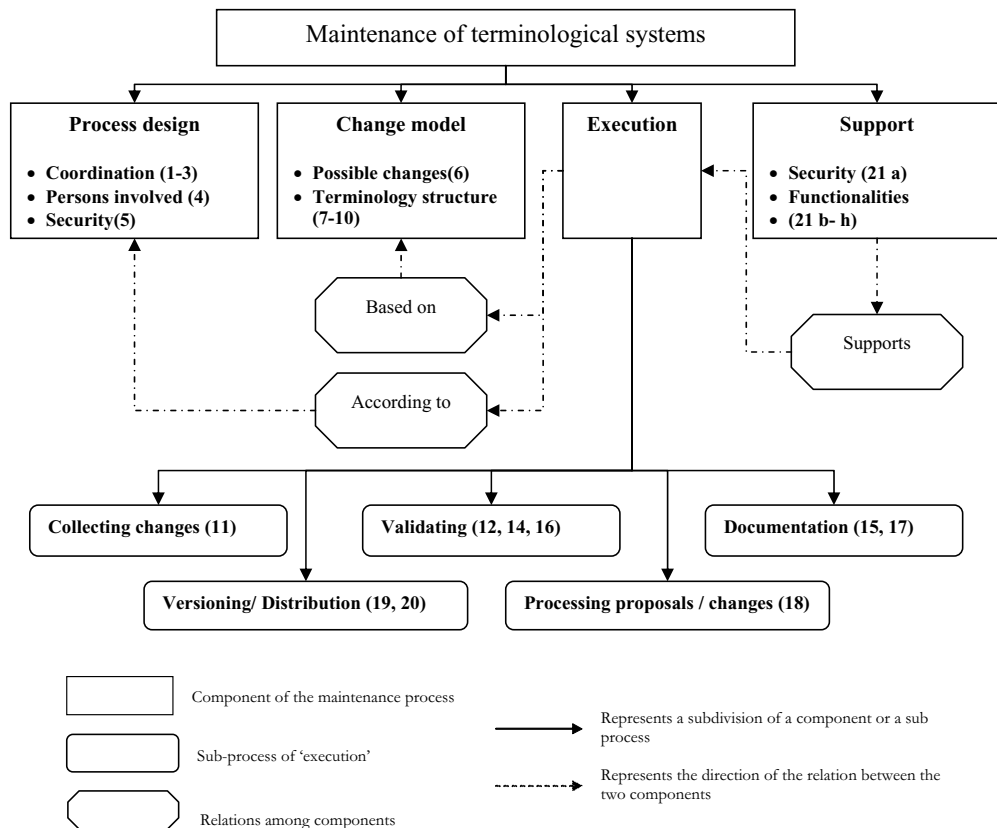 Maintenance of terminological systems
Process design
• Coordination (1-3)
• Persons involved (4)
• Security(5)
Change model
• Possible changes(6)
• Terminology structure
(7-10)
Execution
Support
• Security (21 a)
• Functionalities
• (21 b- h)
Based on
Supports
According to
Collecting changes (11)
Validating (12, 14, 16)
Documentation (15, 17)
Versioning/ Distribution (19, 20)
Processing proposals / changes (18)
Component of the maintenance process
Sub-process of ‘execution’
Relations among components
Represents a subdivision of a component or a sub
process
Represents the direction of the relation between the
two components